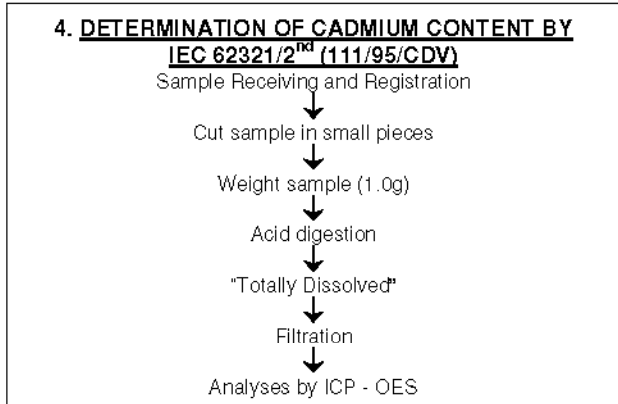 4. DETERMINATION OF CADMIUM CONTENT BY
IEC 62321/2nd (111/95/CDV)
Sample Receiving and Registration
Cut sample in small pieces
Weight sample (1.0g)
Acid digestion
"Totally Dissolved"
Filtration
Analyses by ICP - OES